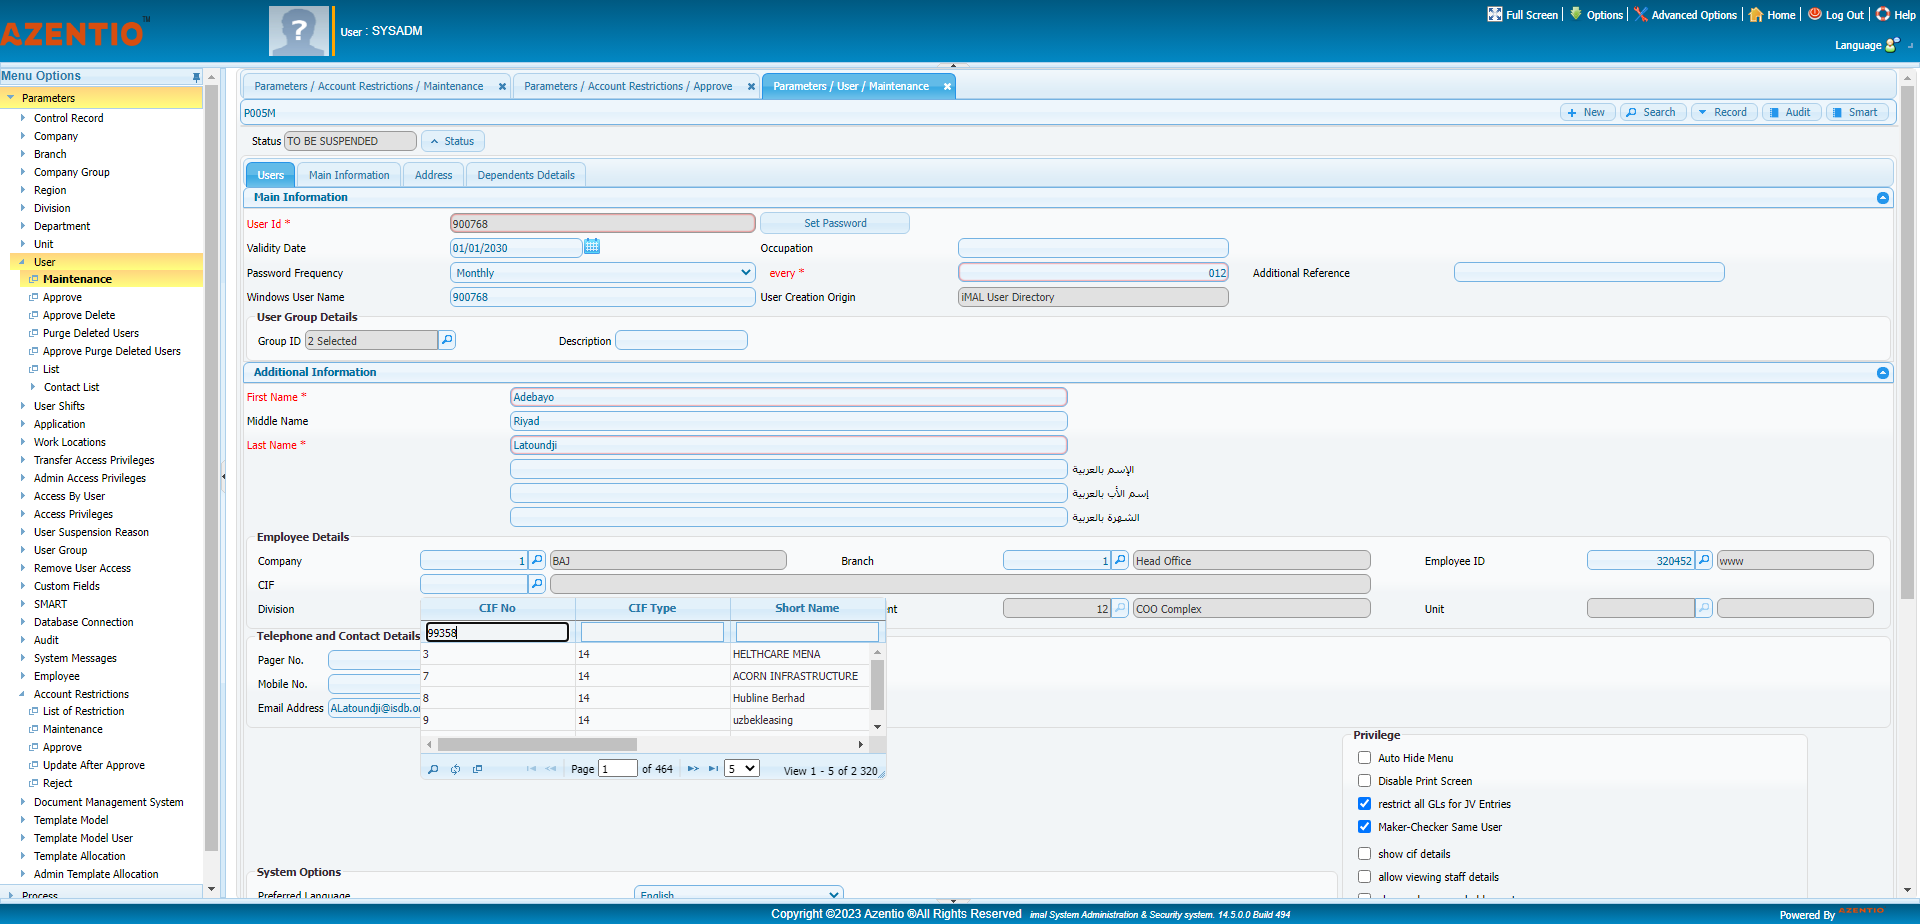 AZENTIO™
User : SYSADM
Full Screen
Options
Advanced Options
Home
Log Out
Help
Language
Menu Options
Parameters
Control Record
Company
Branch
Company Group
Region
Division
Department
Unit
User
Maintenance
Approve
Approve Delete
Purge Deleted Users
Approve Purge Deleted Users
List
Contact List
User Shifts
Application
Work Locations
Transfer Access Privileges
Admin Access Privileges
Access By User
Access Privileges
User Suspension Reason
User Group
Remove User Access
Custom Fields
SMART
Database Connection
Audit
System Messages
Employee
Account Restrictions
List of Restriction
Maintenance
Approve
Update After Approve
Reject
Document Management System
Template Model
Template Model User
Template Allocation
Admin Template Allocation
Process
Parameters / Account Restrictions / Maintenance
Parameters / Account Restrictions / Approve
Parameters / User / Maintenance
P005M
New
Search
Record
Audit
Smart
Status TO BE SUSPENDED Status
Users
Main Information
Address
Dependents Ddetails
Main Information
User Id * 900768 Set Password
Validity Date 01/01/2030 Occupation
Password Frequency Monthly every * 012 Additional Reference
Windows User Name 900768 User Creation Origin iMAL User Directory
User Group Details
Group ID 2 Selected Description
Additional Information
First Name * Adebayo
Middle Name Riyad
Last Name * Latoundji
الإسم بالعربية
إسم الأب بالعربية
الشهرة بالعربية
Employee Details
Company 1 BAJ Branch 1 Head Office Employee ID 320452 www
CIF
Division nt 12 COO Complex Unit
CIF No CIF Type Short Name
99358
3 14 HELTHCARE MENA
7 14 ACORN INFRASTRUCTURE
8 14 Hubline Berhad
9 14 uzbekleasing
Page 1 of 464 5 View 1 - 5 of 2 320
Telephone and Contact Details
Pager No.
Mobile No.
Email Address ALatoundji@isdb.o
Privilege
Auto Hide Menu
Disable Print Screen
restrict all GLs for JV Entries
Maker-Checker Same User
show cif details
allow viewing staff details
System Options
Preferred Language English
Copyright ©2023 Azentio ®All Rights Reserved imal System Administration & Security system. 14.5.0.0 Build 494
Powered By AZENTIO